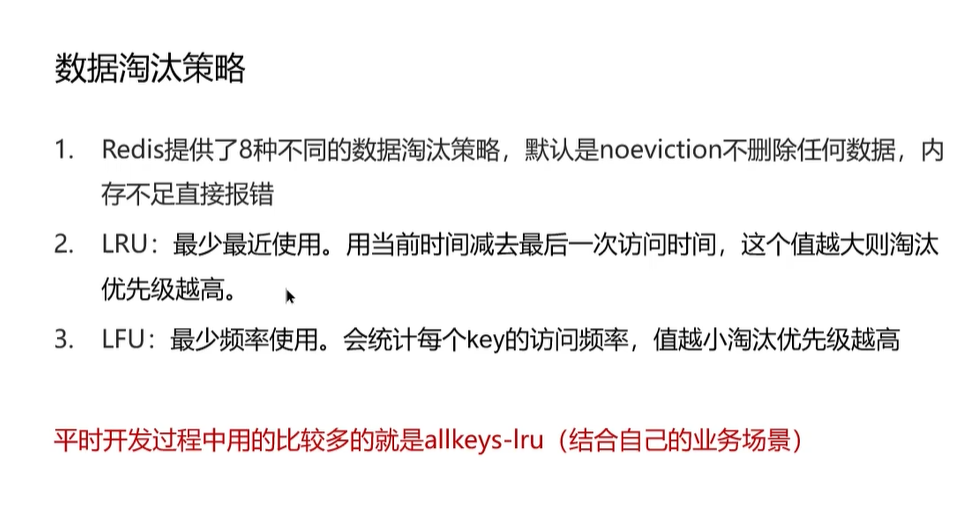 数据淘汰策略
1. Redis提供了8种不同的数据淘汰策略，默认是noeviction不删除任何数据，内
存不足直接报错
2. LRU：最少最近使用。用当前时间减去最后一次访问时间，这个值越大则淘汰
优先级越高。
3. LFU：最少频率使用。会统计每个key的访问频率，值越小淘汰优先级越高
平时开发过程中用的比较多的就是allkeys-lru（结合自己的业务场景）